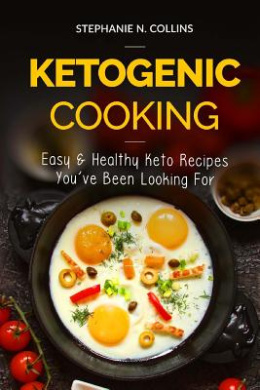 STEPHANIE N. COLLINS
KETOGENIC
COOKING
Easy & Healthy Keto Recipes
You've Been Looking For